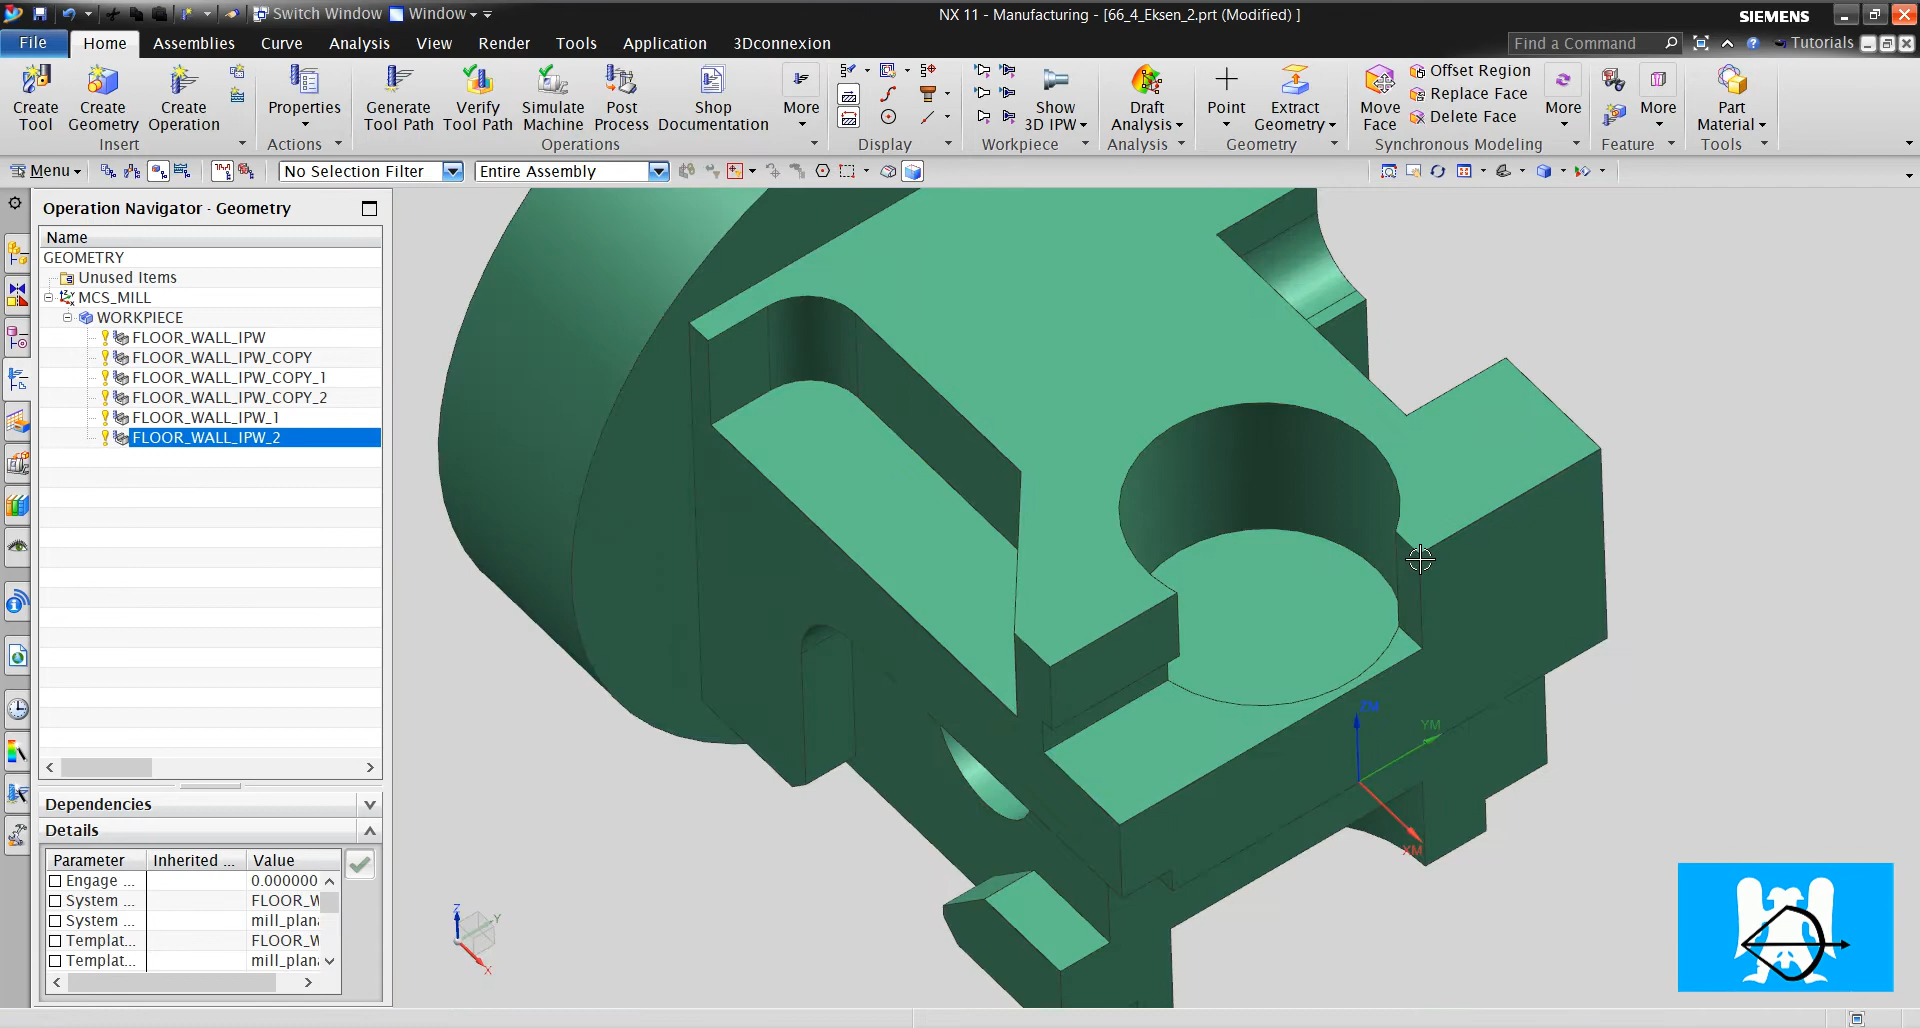 Switch Window Window
NX 11 - Manufacturing - [66_4_Eksen_2.prt (Modified) ]
SIEMENS
File Home Assemblies Curve Analysis View Render Tools Application 3Dconnexion
Find a Command
Tutorials
Create Tool
Create Geometry
Create Operation
Properties
Generate Tool Path
Verify Tool Path
Simulate Machine
Post Process
Shop Documentation
More
Show 3D IPW
Draft Analysis
Point
Extract Geometry
Move Face
Offset Region
Replace Face
Delete Face
More
More
Part Material
Insert Actions Operations Display Workpiece Analysis Geometry Synchronous Modeling Feature Tools
Menu
No Selection Filter
Entire Assembly
Operation Navigator - Geometry
Name
GEOMETRY
Unused Items
MCS_MILL
WORKPIECE
FLOOR_WALL_IPW
FLOOR_WALL_IPW_COPY
FLOOR_WALL_IPW_COPY_1
FLOOR_WALL_IPW_COPY_2
FLOOR_WALL_IPW_1
FLOOR_WALL_IPW_2
Dependencies
Details
Parameter Inherited ... Value
Engage ... 0.000000
System ... FLOOR_W
System ... mill_plan
Templat... FLOOR_W
Templat... mill_plan
ZM
YM
XM
Z
Y
X